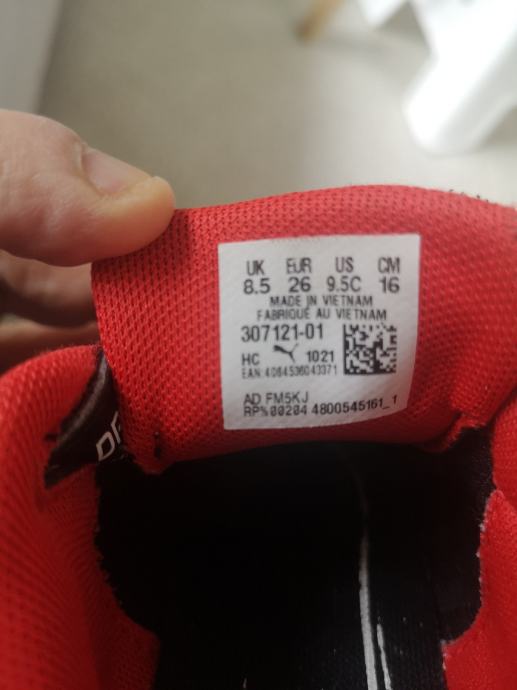 UK EUR US CM
8.5 26 9.5C 16
MADE IN VIETNAM
FABRIQUÉ AU VIETNAM
307121-01
HC 1021
EAN:4064536043371
AD FM5KJ
RP%00204 4800545161_1